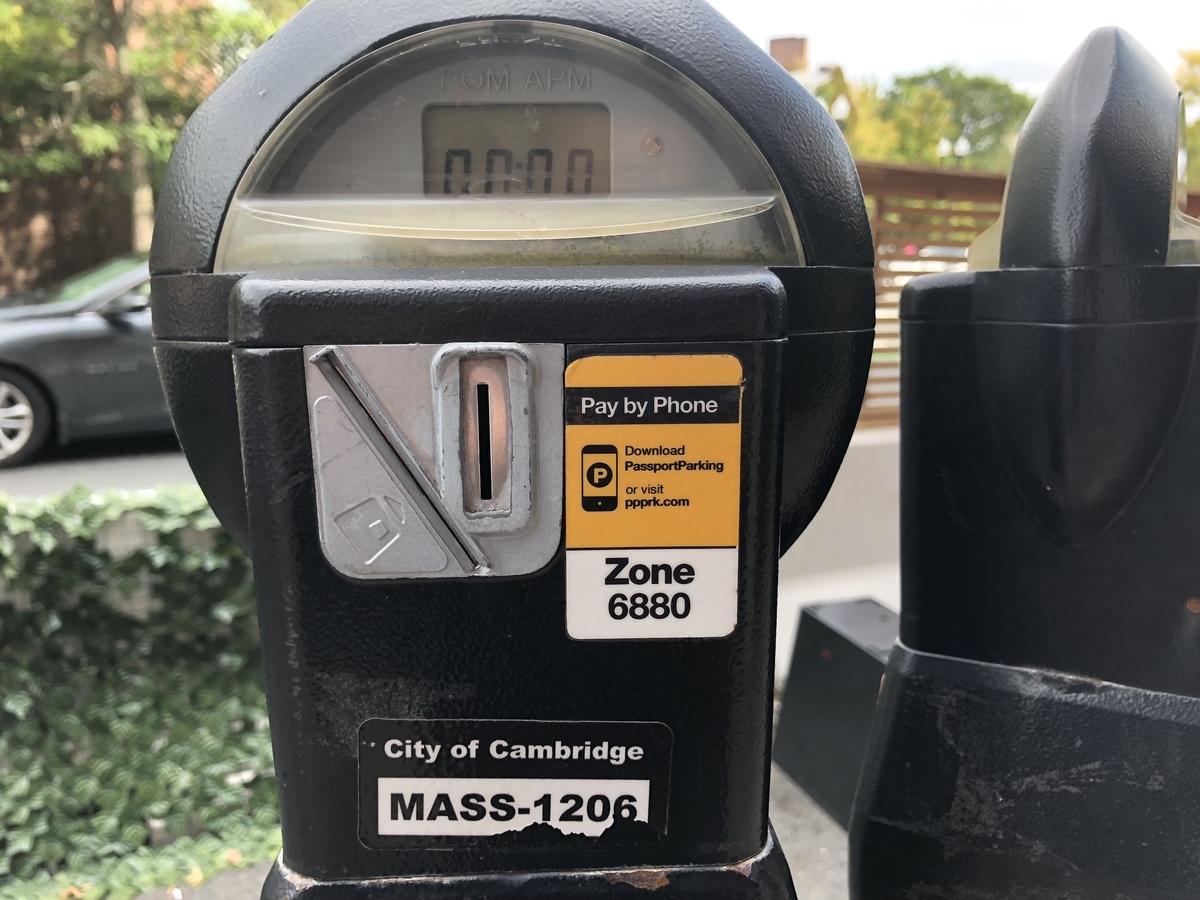 POM APM
00:00
Pay by Phone
P
Download
PassportParking
or visit
ppprk.com
Zone
6880
City of Cambridge
MASS-1206